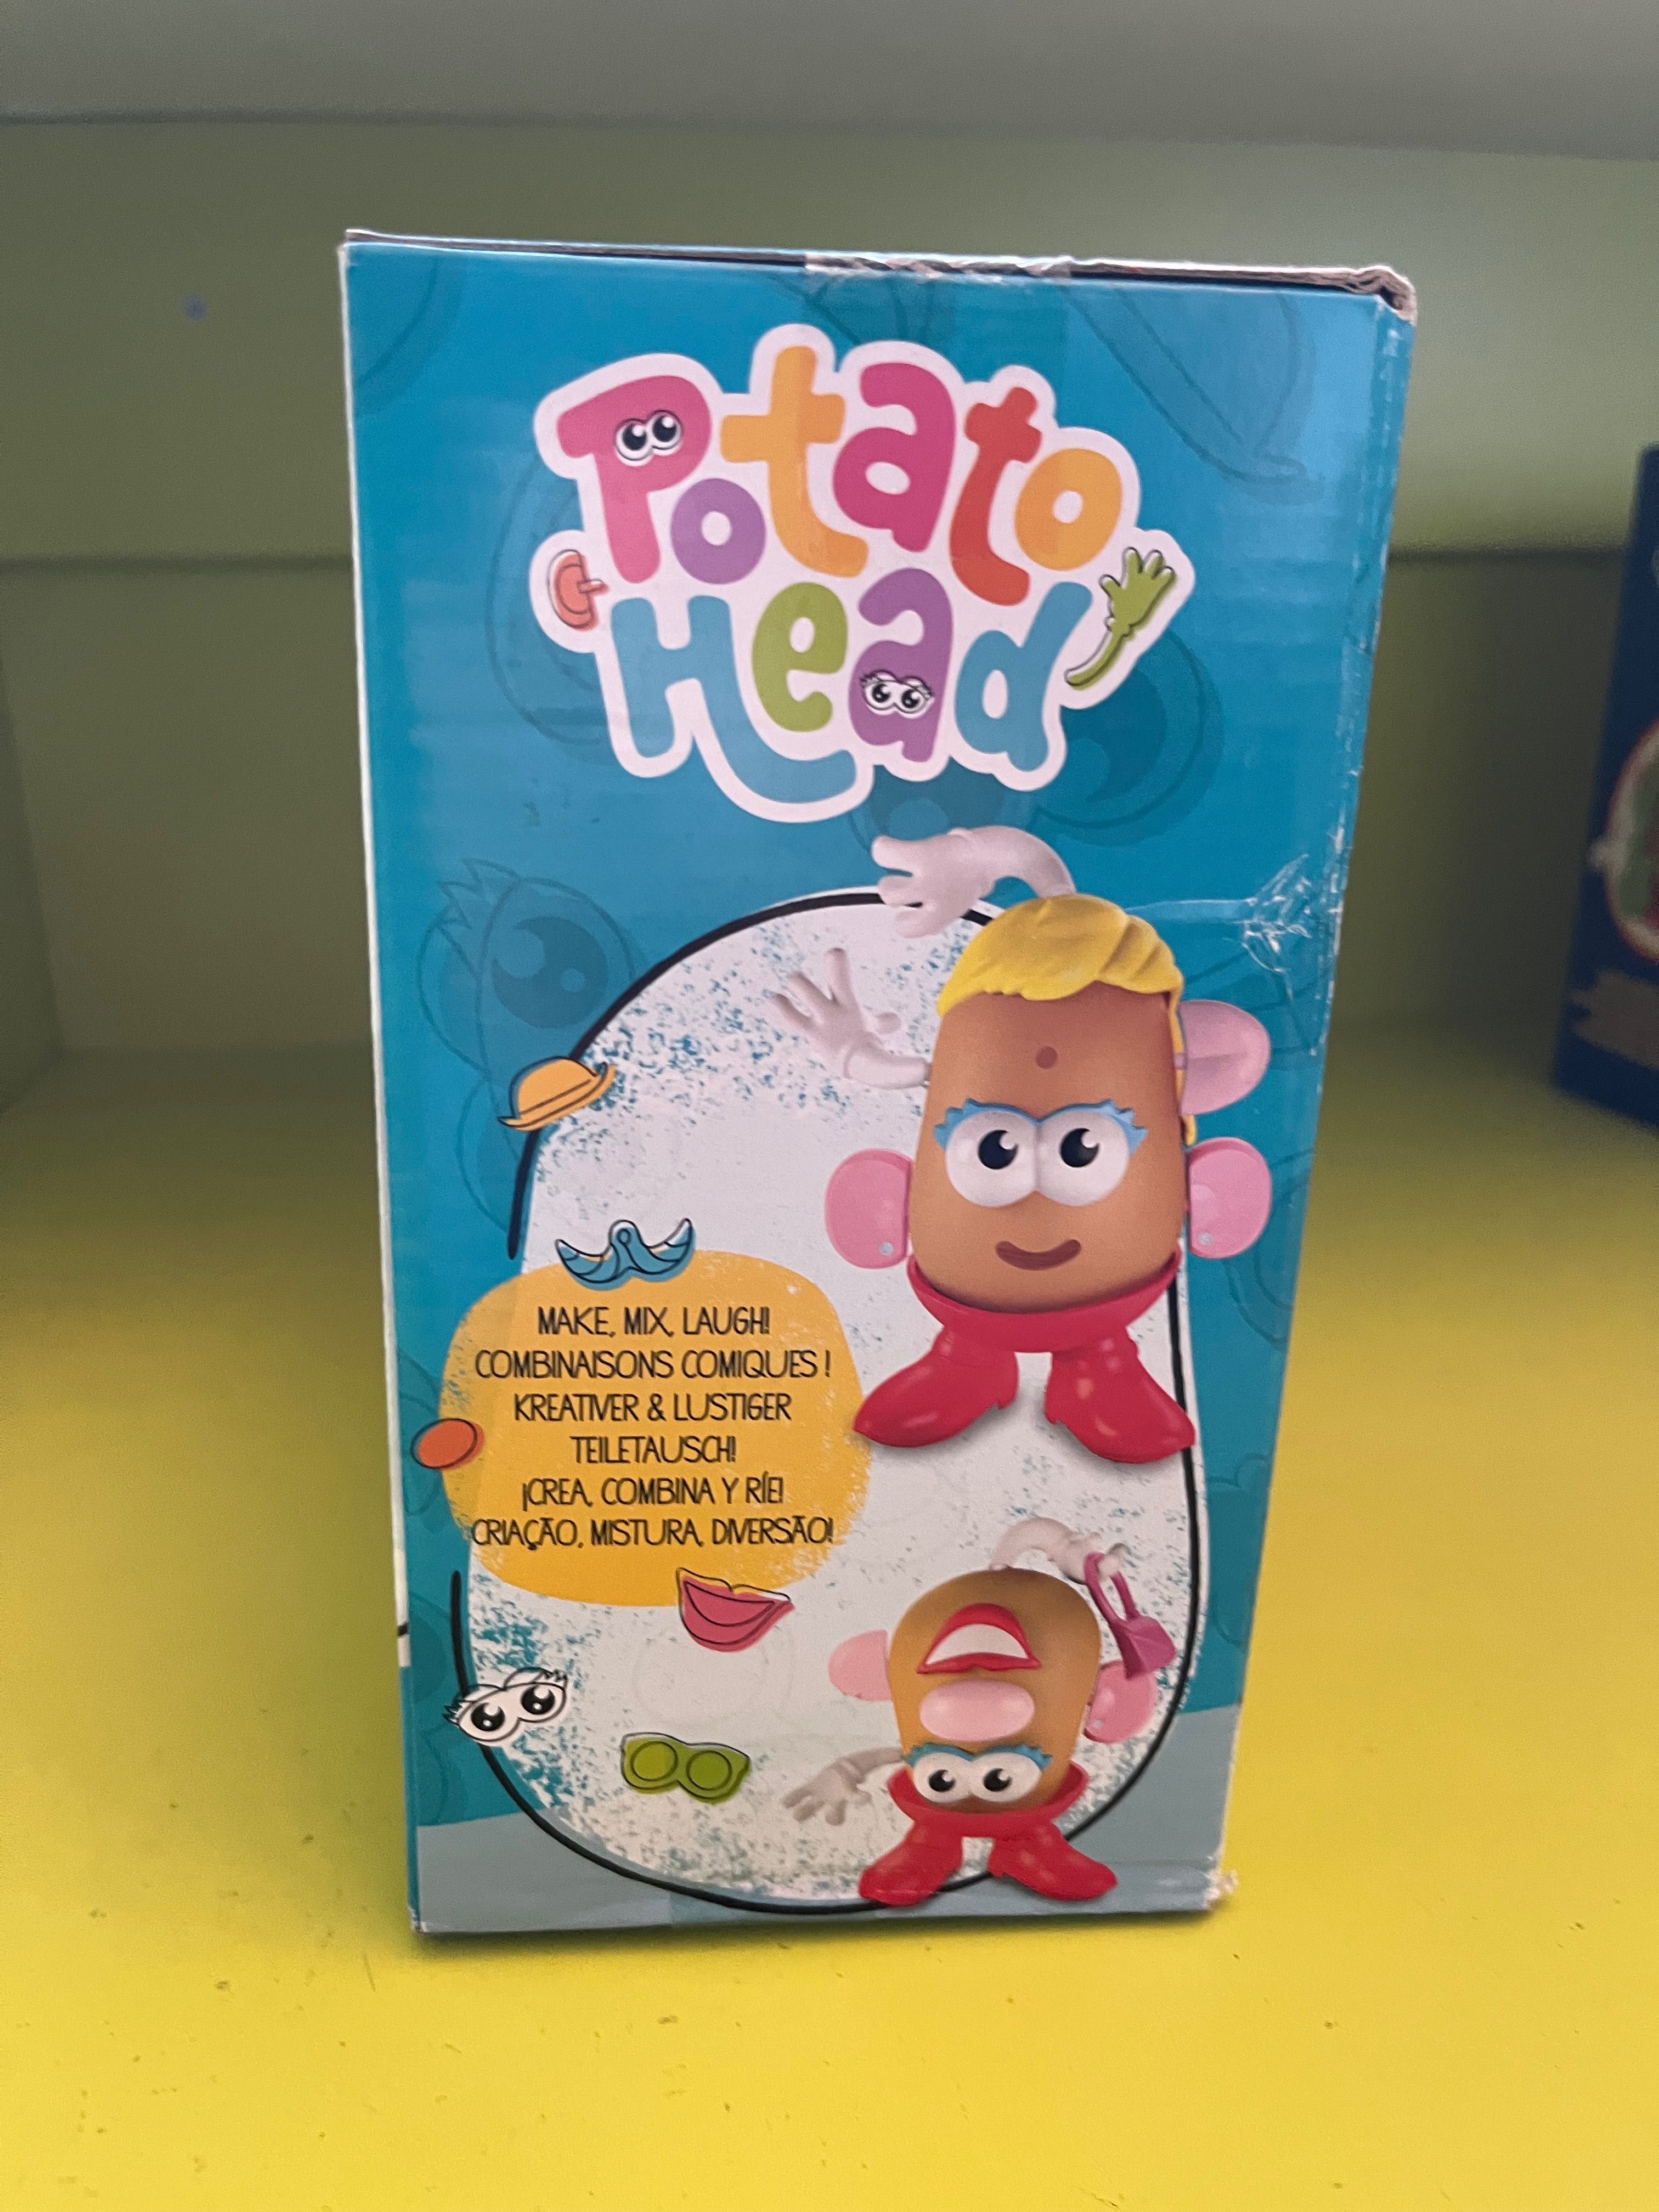 Potato
Head
MAKE, MIX, LAUGH!
COMBINAISONS COMIQUES !
KREATIVER & LUSTIGER
TEILETAUSCH!
¡CREA, COMBINA Y RÍE!
CRIAÇÃO, MISTURA, DIVERSÃO!